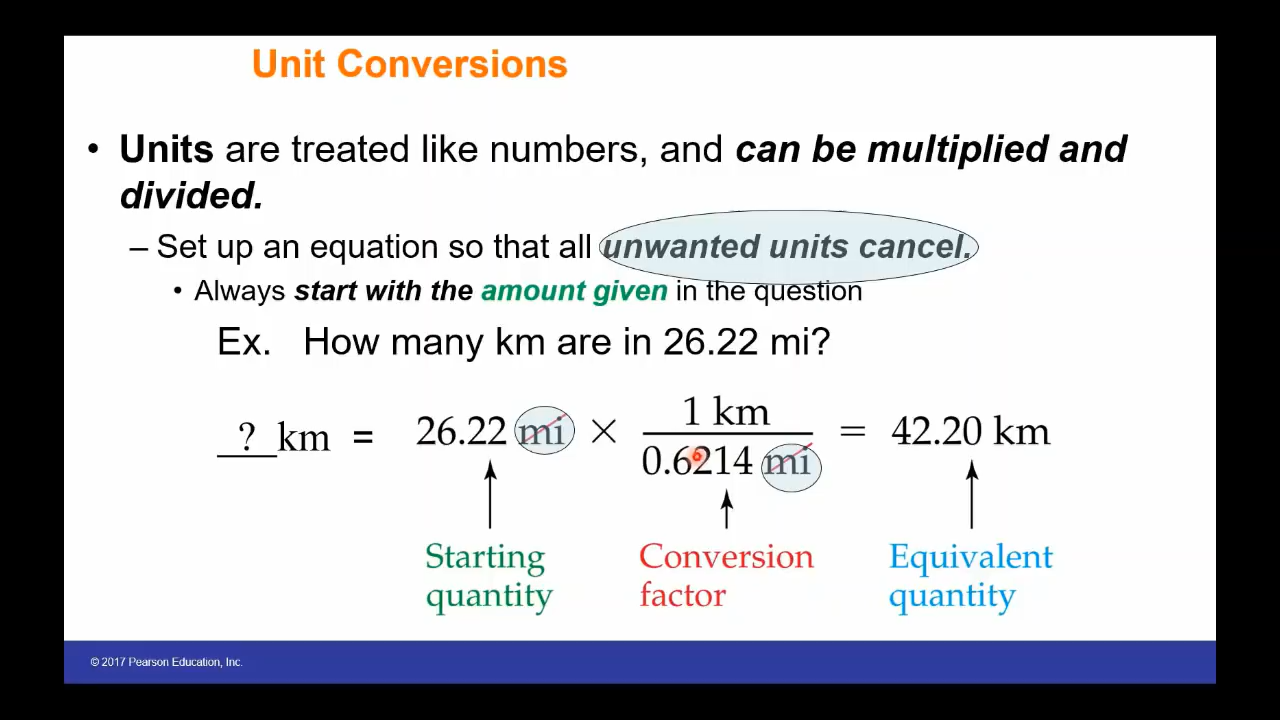 Unit Conversions
• Units are treated like numbers, and can be multiplied and
divided.
– Set up an equation so that all unwanted units cancel.
• Always start with the amount given in the question
Ex. How many km are in 26.22 mi?
? km = 26.22 mi × 1 km / 0.6214 mi = 42.20 km
Starting quantity
Conversion factor
Equivalent quantity
© 2017 Pearson Education, Inc.